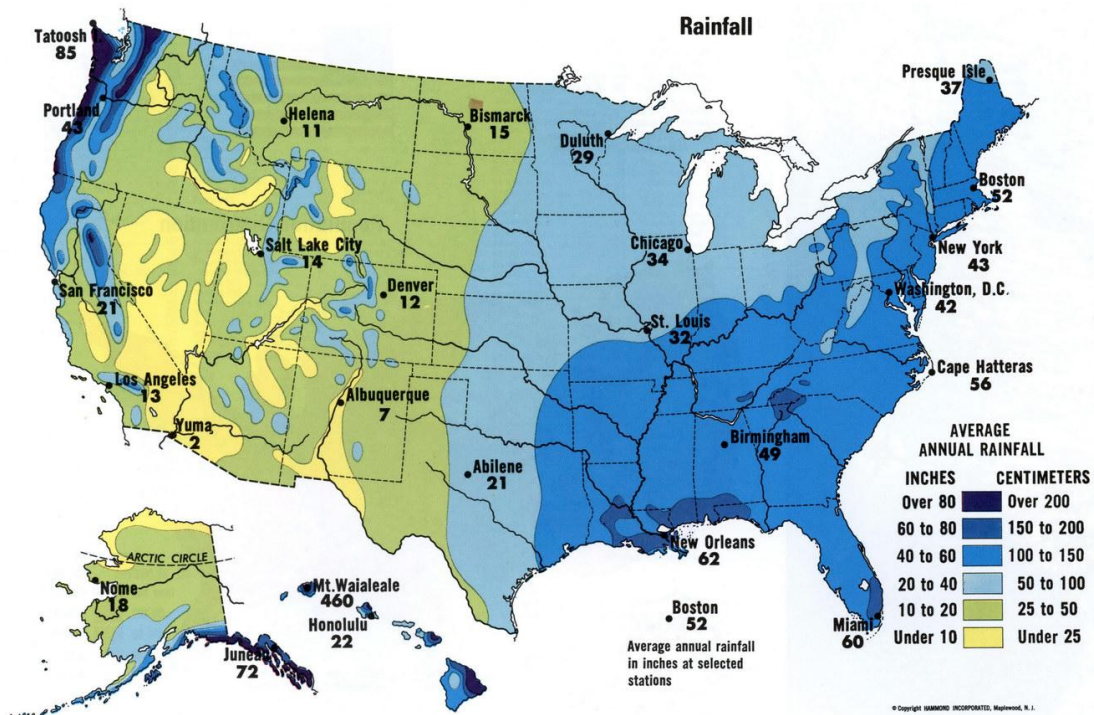 Rainfall
Tatoosh I.
85
Portland
43
Helena
11
Bismarck
15
Duluth
29
Presque Isle
37
Boston
52
New York
43
Washington, D.C.
42
Chicago
34
St. Louis
32
Salt Lake City
14
Denver
12
San Francisco
21
Los Angeles
13
Yuma
2
Albuquerque
7
Abilene
21
Birmingham
49
Cape Hatteras
56
New Orleans
62
Miami
60
ARCTIC CIRCLE
Nome
18
Juneau
72
Mt. Waialeale
460
Honolulu
22
Boston
52
Average annual rainfall
in inches at selected
stations
AVERAGE
ANNUAL RAINFALL
INCHES CENTIMETERS
Over 80 Over 200
60 to 80 150 to 200
40 to 60 100 to 150
20 to 40 50 to 100
10 to 20 25 to 50
Under 10 Under 25
© Copyright HAMMOND INCORPORATED, Maplewood, N. J.